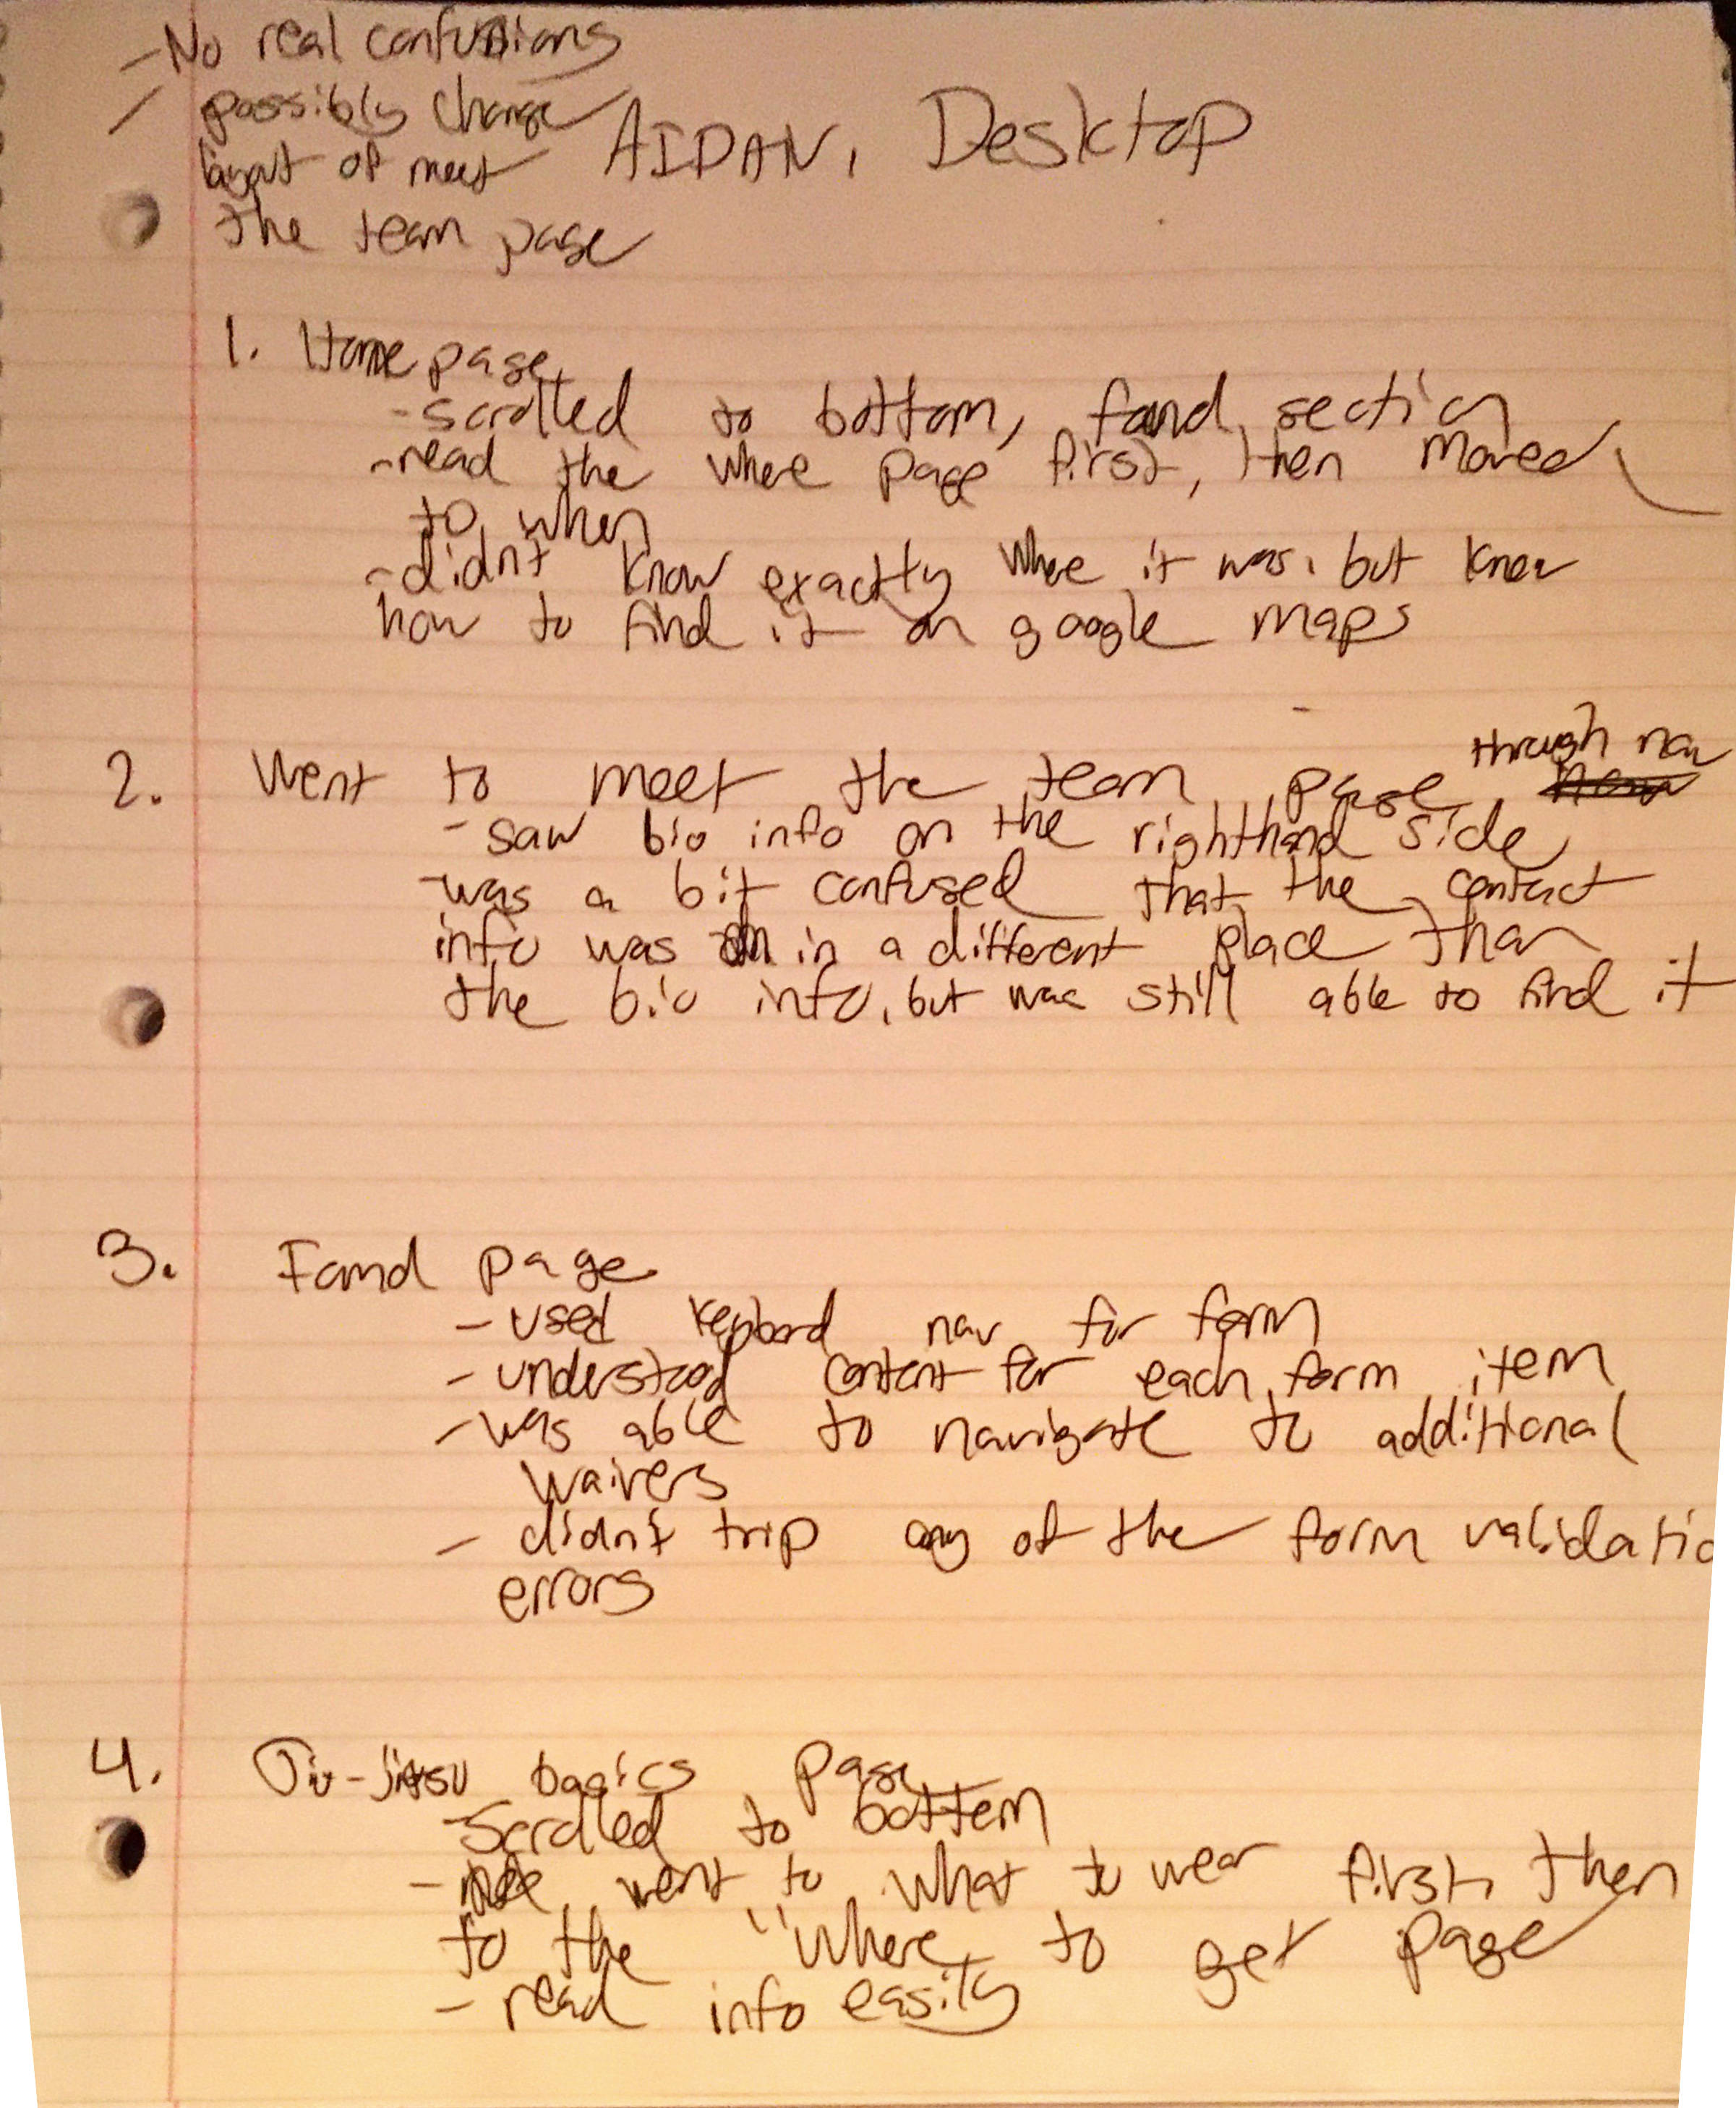 - No real confusions
- possibly change
layout of meet
the team page
AIDAN, Desktop
1. Home page
- scrolled to bottom, found section
- read the where page first, then moved
to when
- didn't know exactly where it was, but knew
how to find it on google maps
2. Went to meet the team page through nav
- saw bio info on the righthand side
- was a bit confused that the contact
info was in a different place than
the bio info, but was still able to find it
3. Found page
- used keyboard nav for form
- understood content for each form item
- was able to navigate to additional
waivers
- didn't trip any of the form validatio
errors
4. Jiu-jitsu basics page
- Scrolled to bottom
- went to what to wear first, then
to the "where to get page
- read info easily